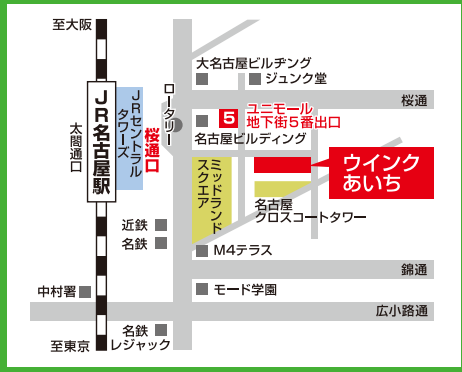 至大阪
大名古屋ビルヂング
ジュンク堂
ロータリー
桜通
JRセントラル
タワーズ
JR名古屋駅
太閤通口
桜通口
5
ユニモール
地下街5番出口
名古屋ビルディング
ミッドランド
スクエア
ウインク
あいち
名古屋
クロスコートタワー
近鉄
名鉄
M4テラス
錦通
中村署
モード学園
広小路通
名鉄
レジャック
至東京